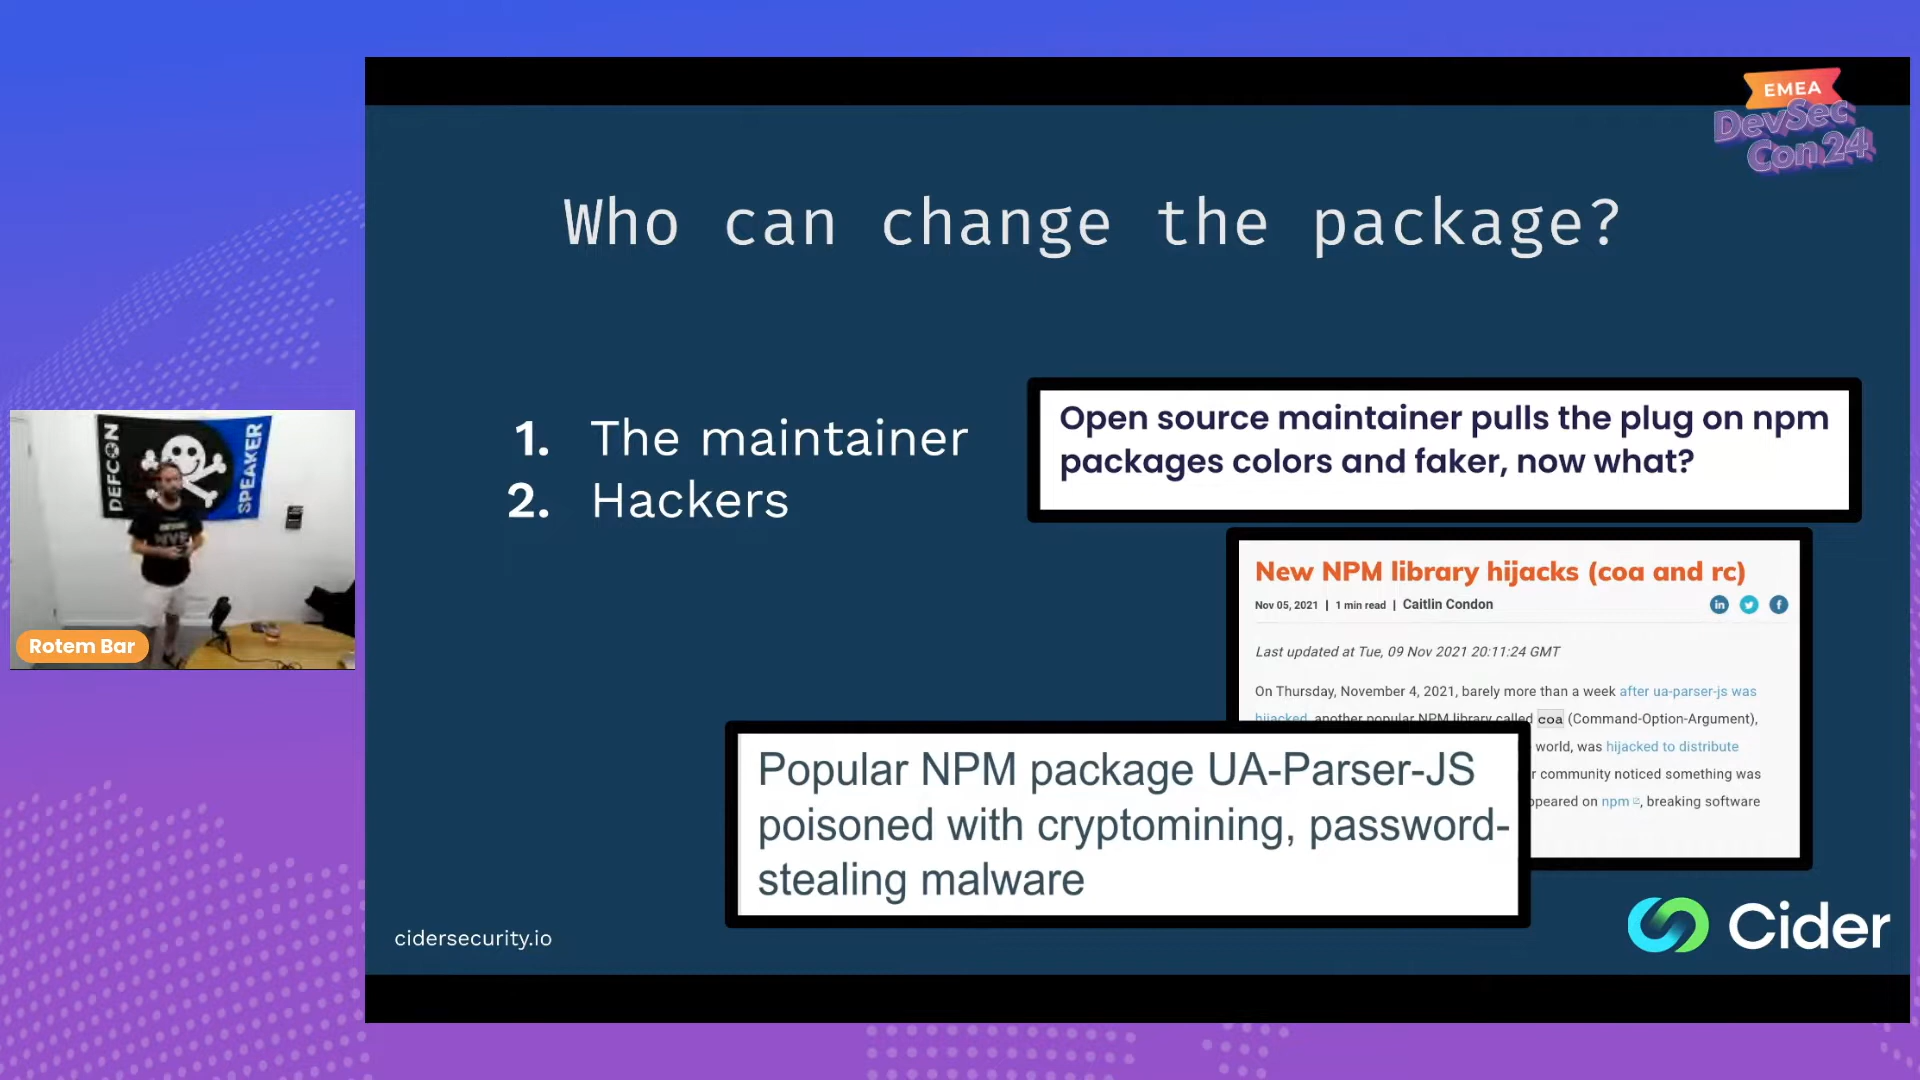 EMEA
DevSec
Con 24
Who can change the package?
1. The maintainer
2. Hackers
Open source maintainer pulls the plug on npm
packages colors and faker, now what?
New NPM library hijacks (coa and rc)
Nov 05, 2021 | 1 min read | Caitlin Condon
Last updated at Tue, 09 Nov 2021 20:11:24 GMT
On Thursday, November 4, 2021, barely more than a week after ua-parser-js was
hijacked, another popular NPM library called coa (Command-Option-Argument),
world, was hijacked to distribute
community noticed something was
on npm, breaking software
Popular NPM package UA-Parser-JS
poisoned with cryptomining, password-
stealing malware
cidersecurity.io
Cider
DEFCON
SPEAKER
Rotem Bar